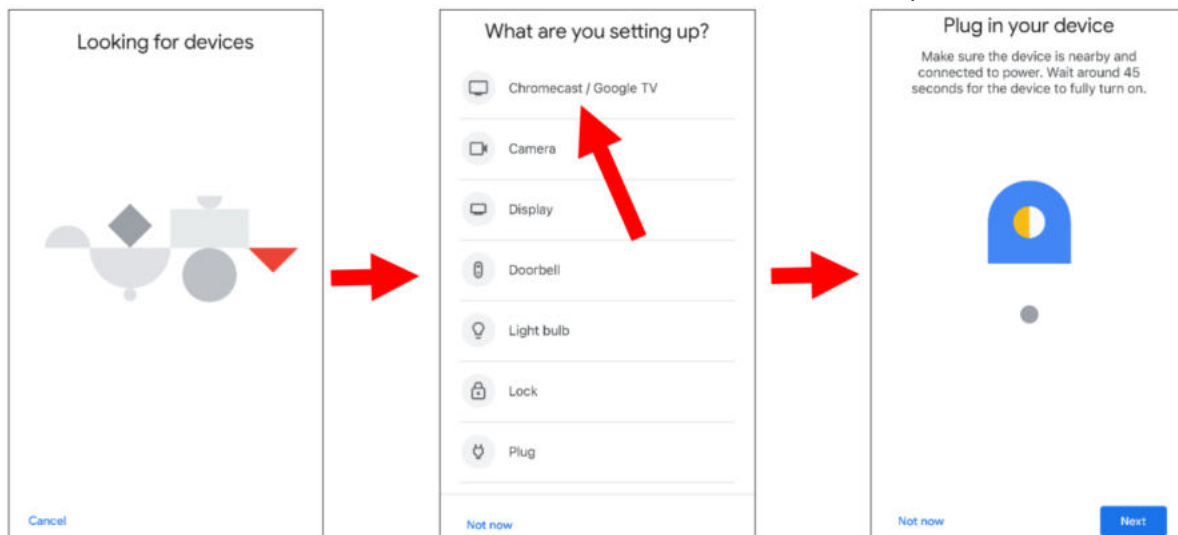 Looking for devices
Cancel
What are you setting up?
Chromecast / Google TV
Camera
Display
Doorbell
Light bulb
Lock
Plug
Not now
Plug in your device
Make sure the device is nearby and
connected to power. Wait around 45
seconds for the device to fully turn on.
Not now
Next